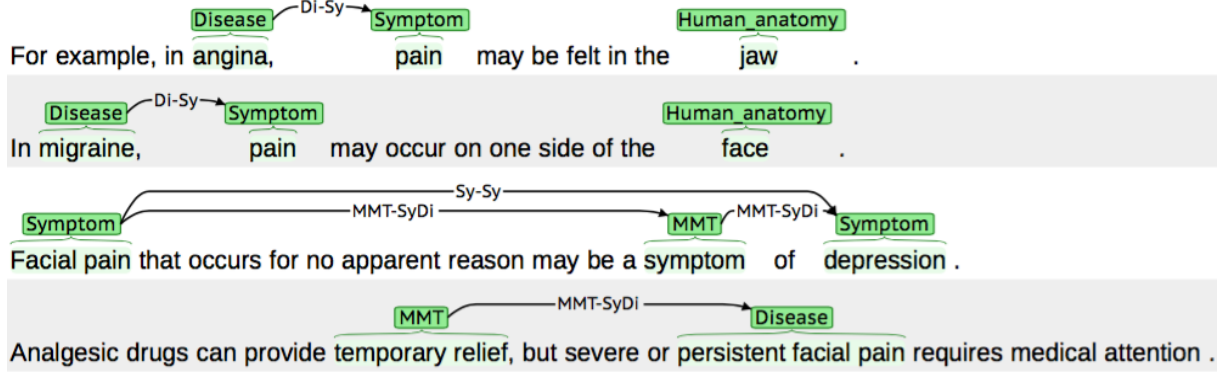 Disease Di-Sy Symptom Human_anatomy
For example, in angina, pain may be felt in the jaw .
Disease Di-Sy Symptom Human_anatomy
In migraine, pain may occur on one side of the face .
Sy-Sy
MMT-SyDi MMT-SyDi
Symptom MMT Symptom
Facial pain that occurs for no apparent reason may be a symptom of depression .
MMT-SyDi
MMT Disease
Analgesic drugs can provide temporary relief, but severe or persistent facial pain requires medical attention .